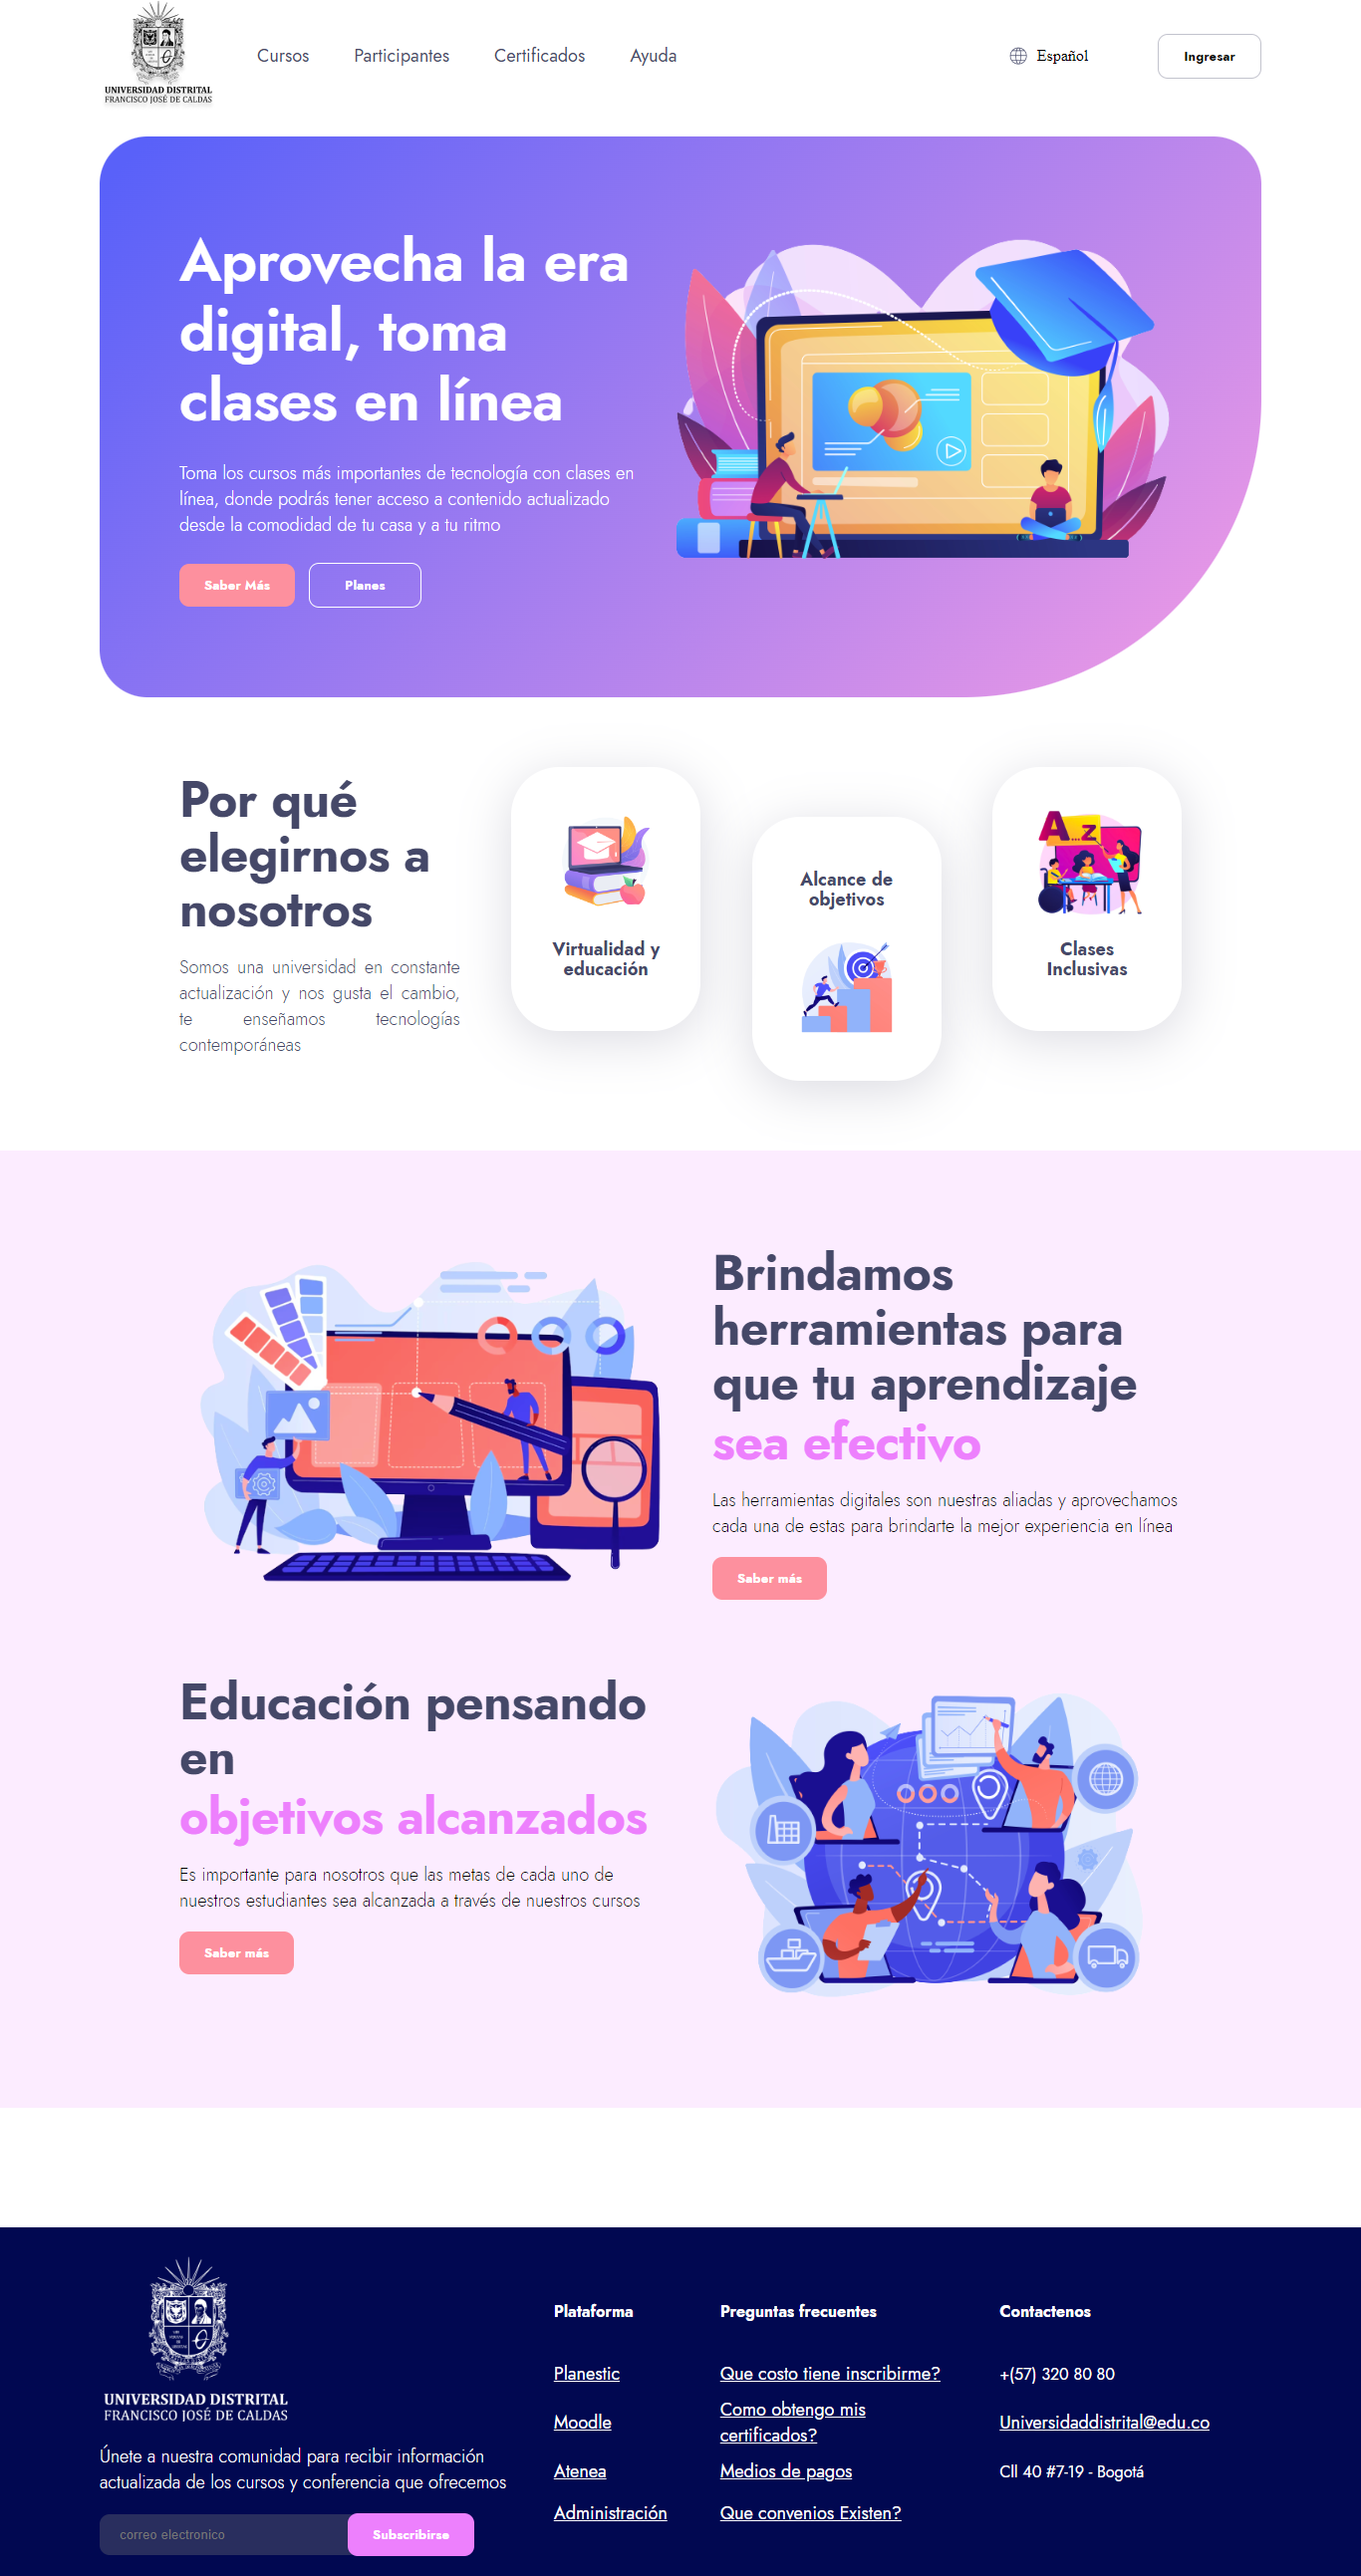 UNIVERSIDAD DISTRITAL
FRANCISCO JOSÉ DE CALDAS
Cursos
Participantes
Certificados
Ayuda
Español
Ingresar
Aprovecha la era
digital, toma
clases en línea
Toma los cursos más importantes de tecnología con clases en
línea, donde podrás tener acceso a contenido actualizado
desde la comodidad de tu casa y a tu ritmo
Saber Más
Planes
Por qué
elegirnos a
nosotros
Somos una universidad en constante
actualización y nos gusta el cambio,
te enseñamos tecnologías
contemporáneas
Virtualidad y
educación
Alcance de
objetivos
A...z
Clases
Inclusivas
Brindamos
herramientas para
que tu aprendizaje
sea efectivo
Las herramientas digitales son nuestras aliadas y aprovechamos
cada una de estas para brindarte la mejor experiencia en línea
Saber más
Educación pensando
en
objetivos alcanzados
Es importante para nosotros que las metas de cada uno de
nuestros estudiantes sea alcanzada a través de nuestros cursos
Saber más
UNIVERSIDAD DISTRITAL
FRANCISCO JOSÉ DE CALDAS
Únete a nuestra comunidad para recibir información
actualizada de los cursos y conferencia que ofrecemos
correo electronico
Subscribirse
Plataforma
Planestic
Moodle
Atenea
Administración
Preguntas frecuentes
Que costo tiene inscribirme?
Como obtengo mis
certificados?
Medios de pagos
Que convenios Existen?
Contactenos
+(57) 320 80 80
Universidaddistrital@edu.co
Cll 40 #7-19 - Bogotá